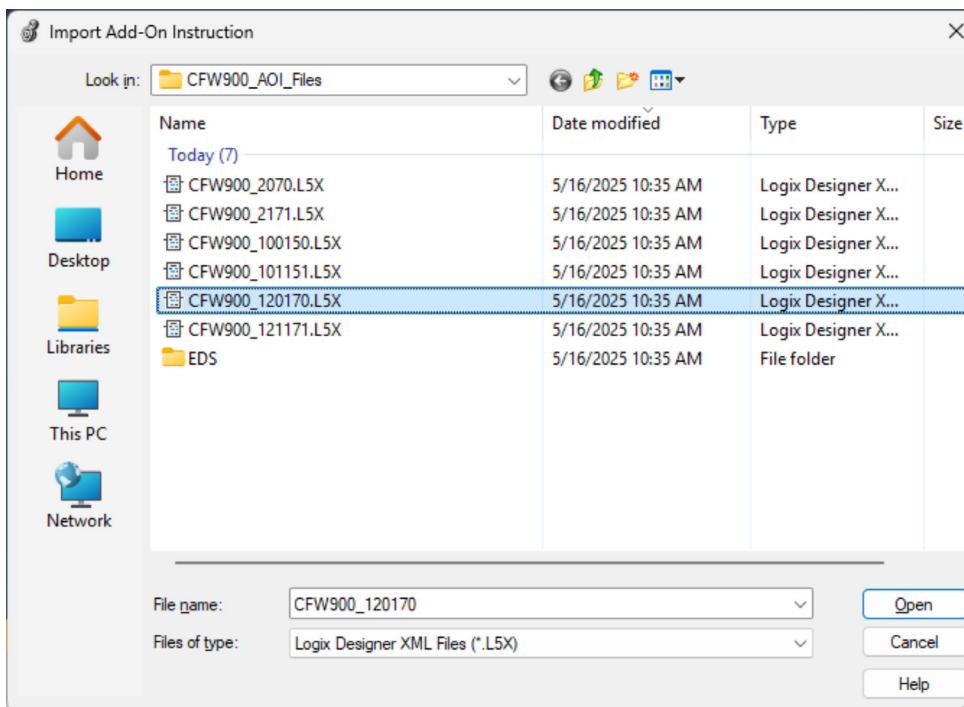 Import Add-On Instruction
Look in: CFW900_AOI_Files
Name Date modified Type Size
Today (7)
CFW900_2070.L5X 5/16/2025 10:35 AM Logix Designer X...
CFW900_2171.L5X 5/16/2025 10:35 AM Logix Designer X...
CFW900_100150.L5X 5/16/2025 10:35 AM Logix Designer X...
CFW900_101151.L5X 5/16/2025 10:35 AM Logix Designer X...
CFW900_120170.L5X 5/16/2025 10:35 AM Logix Designer X...
CFW900_121171.L5X 5/16/2025 10:35 AM Logix Designer X...
EDS 5/16/2025 10:35 AM File folder
Home
Desktop
Libraries
This PC
Network
File name: CFW900_120170 Open
Files of type: Logix Designer XML Files (*.L5X) Cancel
Help